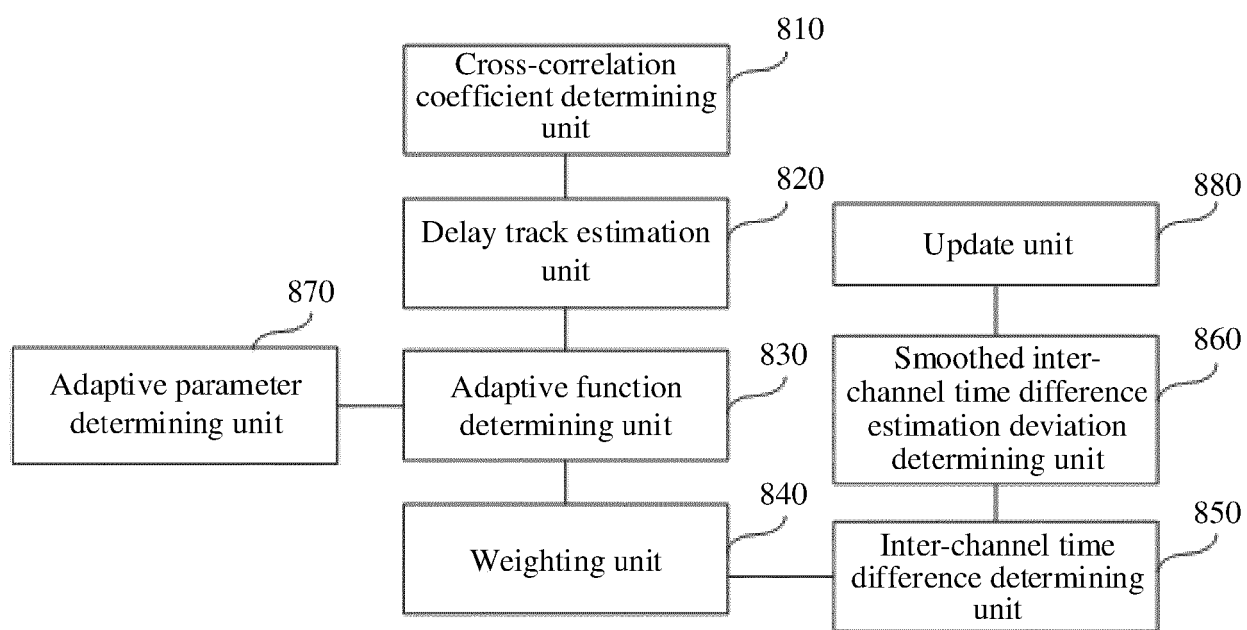 810
Cross-correlation
coefficient determining
unit
820
Delay track estimation
unit
880
Update unit
870
Adaptive parameter
determining unit
830
Adaptive function
determining unit
860
Smoothed inter-
channel time difference
estimation deviation
determining unit
840
Weighting unit
850
Inter-channel time
difference determining
unit